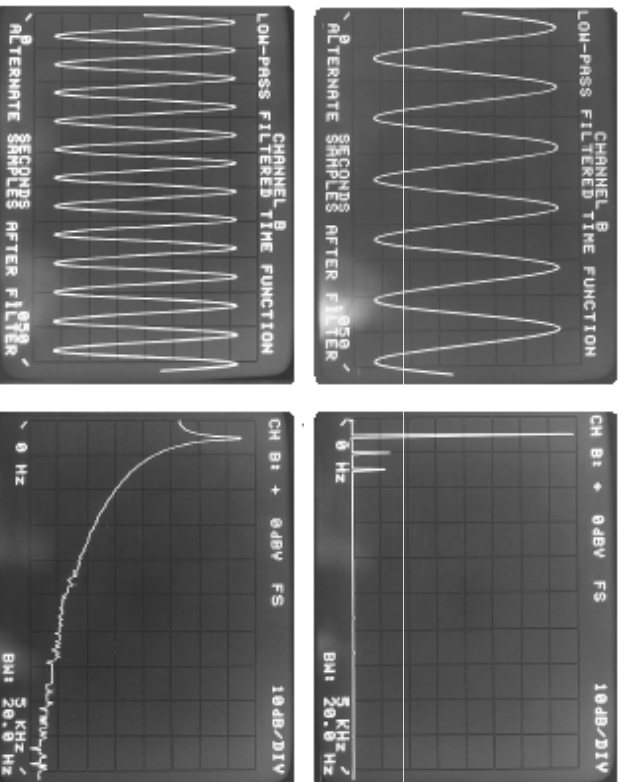 CHANNEL B
LOW-PASS FILTERED TIME FUNCTION
0 SECONDS .050
ALTERNATE SAMPLES AFTER FILTER
CH B: + 0dBV FS 10dB/DIV
0 Hz 5 KHz
BW: 20.0 Hz
CHANNEL B
LOW-PASS FILTERED TIME FUNCTION
0 SECONDS .050
ALTERNATE SAMPLES AFTER FILTER
CH B: + 0dBV FS 10dB/DIV
0 Hz 5 KHz
BW: 20.0 Hz